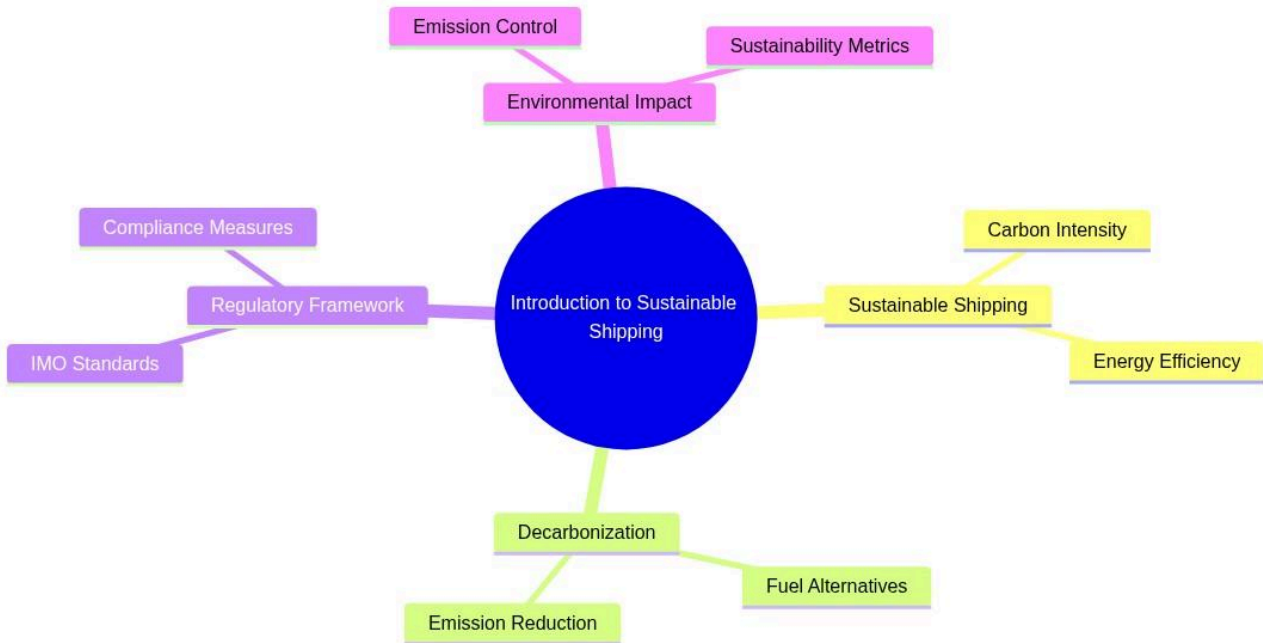 Emission Control
Sustainability Metrics
Environmental Impact
Compliance Measures
Carbon Intensity
Regulatory Framework
Introduction to Sustainable
Shipping
Sustainable Shipping
IMO Standards
Energy Efficiency
Decarbonization
Fuel Alternatives
Emission Reduction